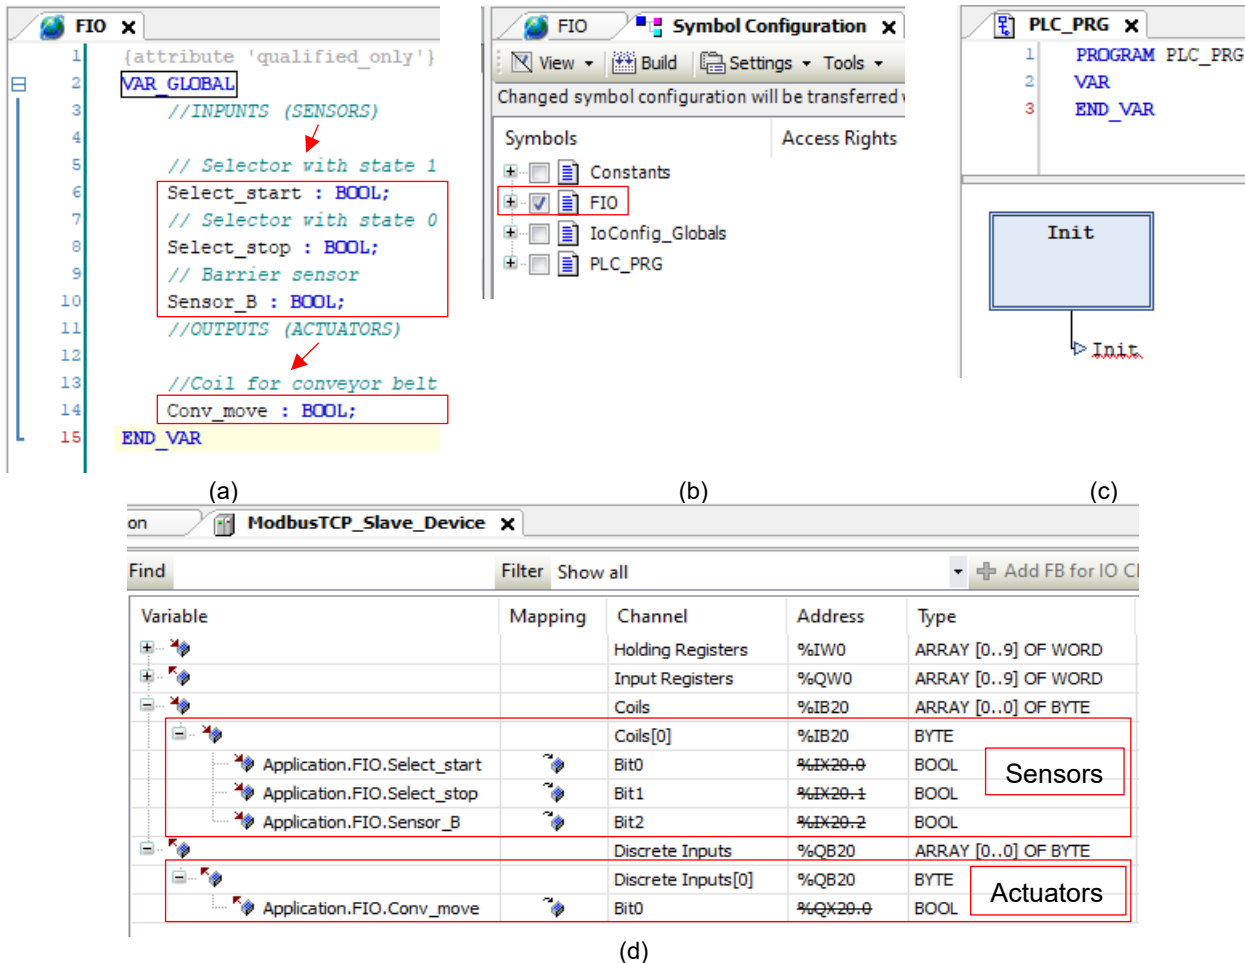 FIO
1 {attribute 'qualified_only'}
2 VAR_GLOBAL
3 //INPUNTS (SENSORS)
4
5 // Selector with state 1
6 Select_start : BOOL;
7 // Selector with state 0
8 Select_stop : BOOL;
9 // Barrier sensor
10 Sensor_B : BOOL;
11 //OUTPUTS (ACTUATORS)
12
13 //Coil for conveyor belt
14 Conv_move : BOOL;
15 END_VAR
(a)
FIO Symbol Configuration
View Build Settings Tools
Changed symbol configuration will be transferred
Symbols Access Rights
Constants
FIO
IoConfig_Globals
PLC_PRG
(b)
PLC_PRG
1 PROGRAM PLC_PRG
2 VAR
3 END_VAR
Init
Init
(c)
on ModbusTCP_Slave_Device
Find Filter Show all Add FB for IO C
Variable Mapping Channel Address Type
Holding Registers %IW0 ARRAY [0..9] OF WORD
Input Registers %QW0 ARRAY [0..9] OF WORD
Coils %IB20 ARRAY [0..0] OF BYTE
Coils[0] %IB20 BYTE
Application.FIO.Select_start Bit0 %IX20.0 BOOL
Application.FIO.Select_stop Bit1 %IX20.1 BOOL
Application.FIO.Sensor_B Bit2 %IX20.2 BOOL
Sensors
Discrete Inputs %QB20 ARRAY [0..0] OF BYTE
Discrete Inputs[0] %QB20 BYTE
Application.FIO.Conv_move Bit0 %QX20.0 BOOL
Actuators
(d)